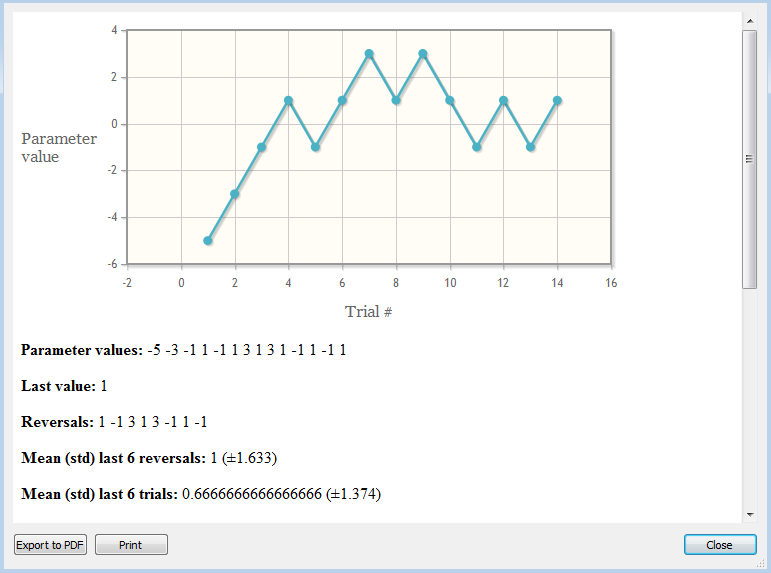 4
2
0
-2
-4
-6
Parameter
value
-2 0 2 4 6 8 10 12 14 16
Trial #
Parameter values: -5 -3 -1 1 -1 1 3 1 3 1 -1 1 -1 1
Last value: 1
Reversals: 1 -1 3 1 3 -1 1 -1
Mean (std) last 6 reversals: 1 (±1.633)
Mean (std) last 6 trials: 0.6666666666666666 (±1.374)
Export to PDF Print Close